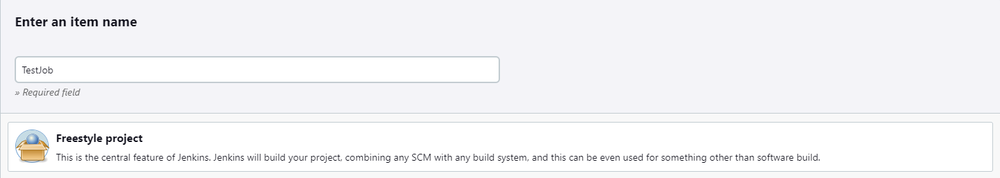 Enter an item name
TestJob
» Required field
Freestyle project
This is the central feature of Jenkins. Jenkins will build your project, combining any SCM with any build system, and this can be even used for something other than software build.